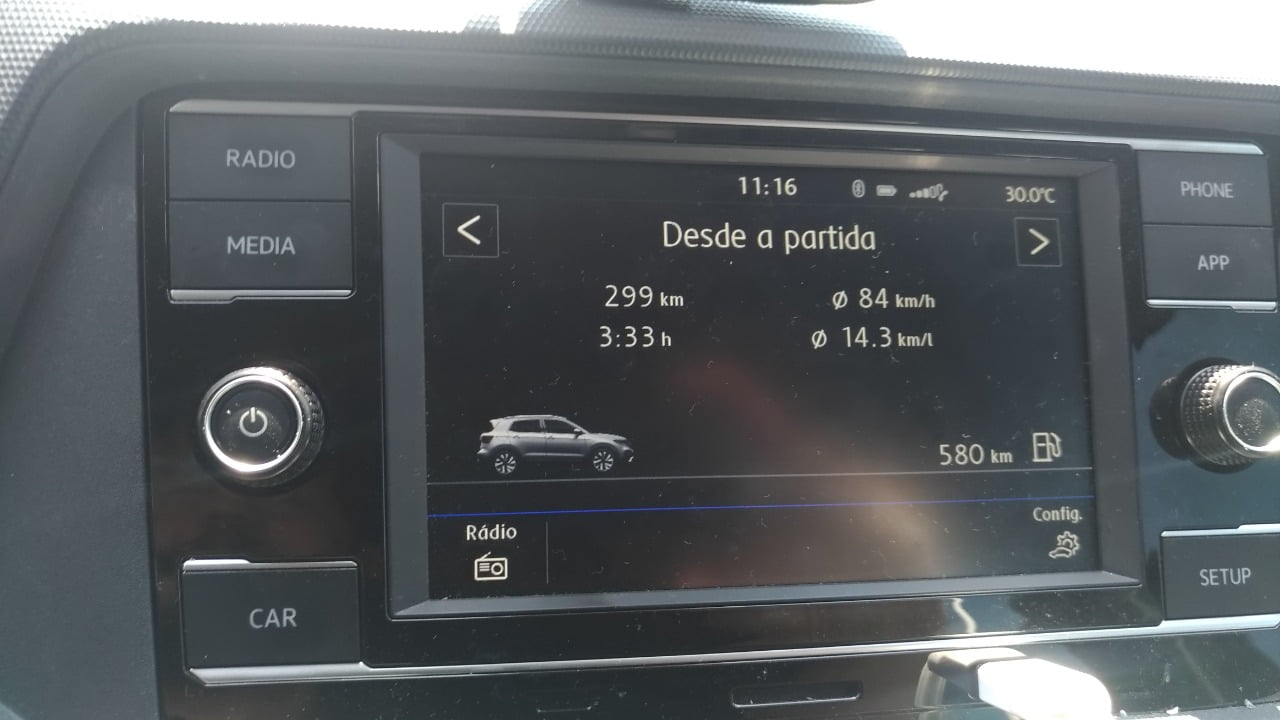 RADIO
MEDIA
CAR
11:16
30.0°C
<
Desde a partida
>
299 km
Ø 84 km/h
3:33 h
Ø 14.3 km/l
580 km
Rádio
Config.
PHONE
APP
SETUP